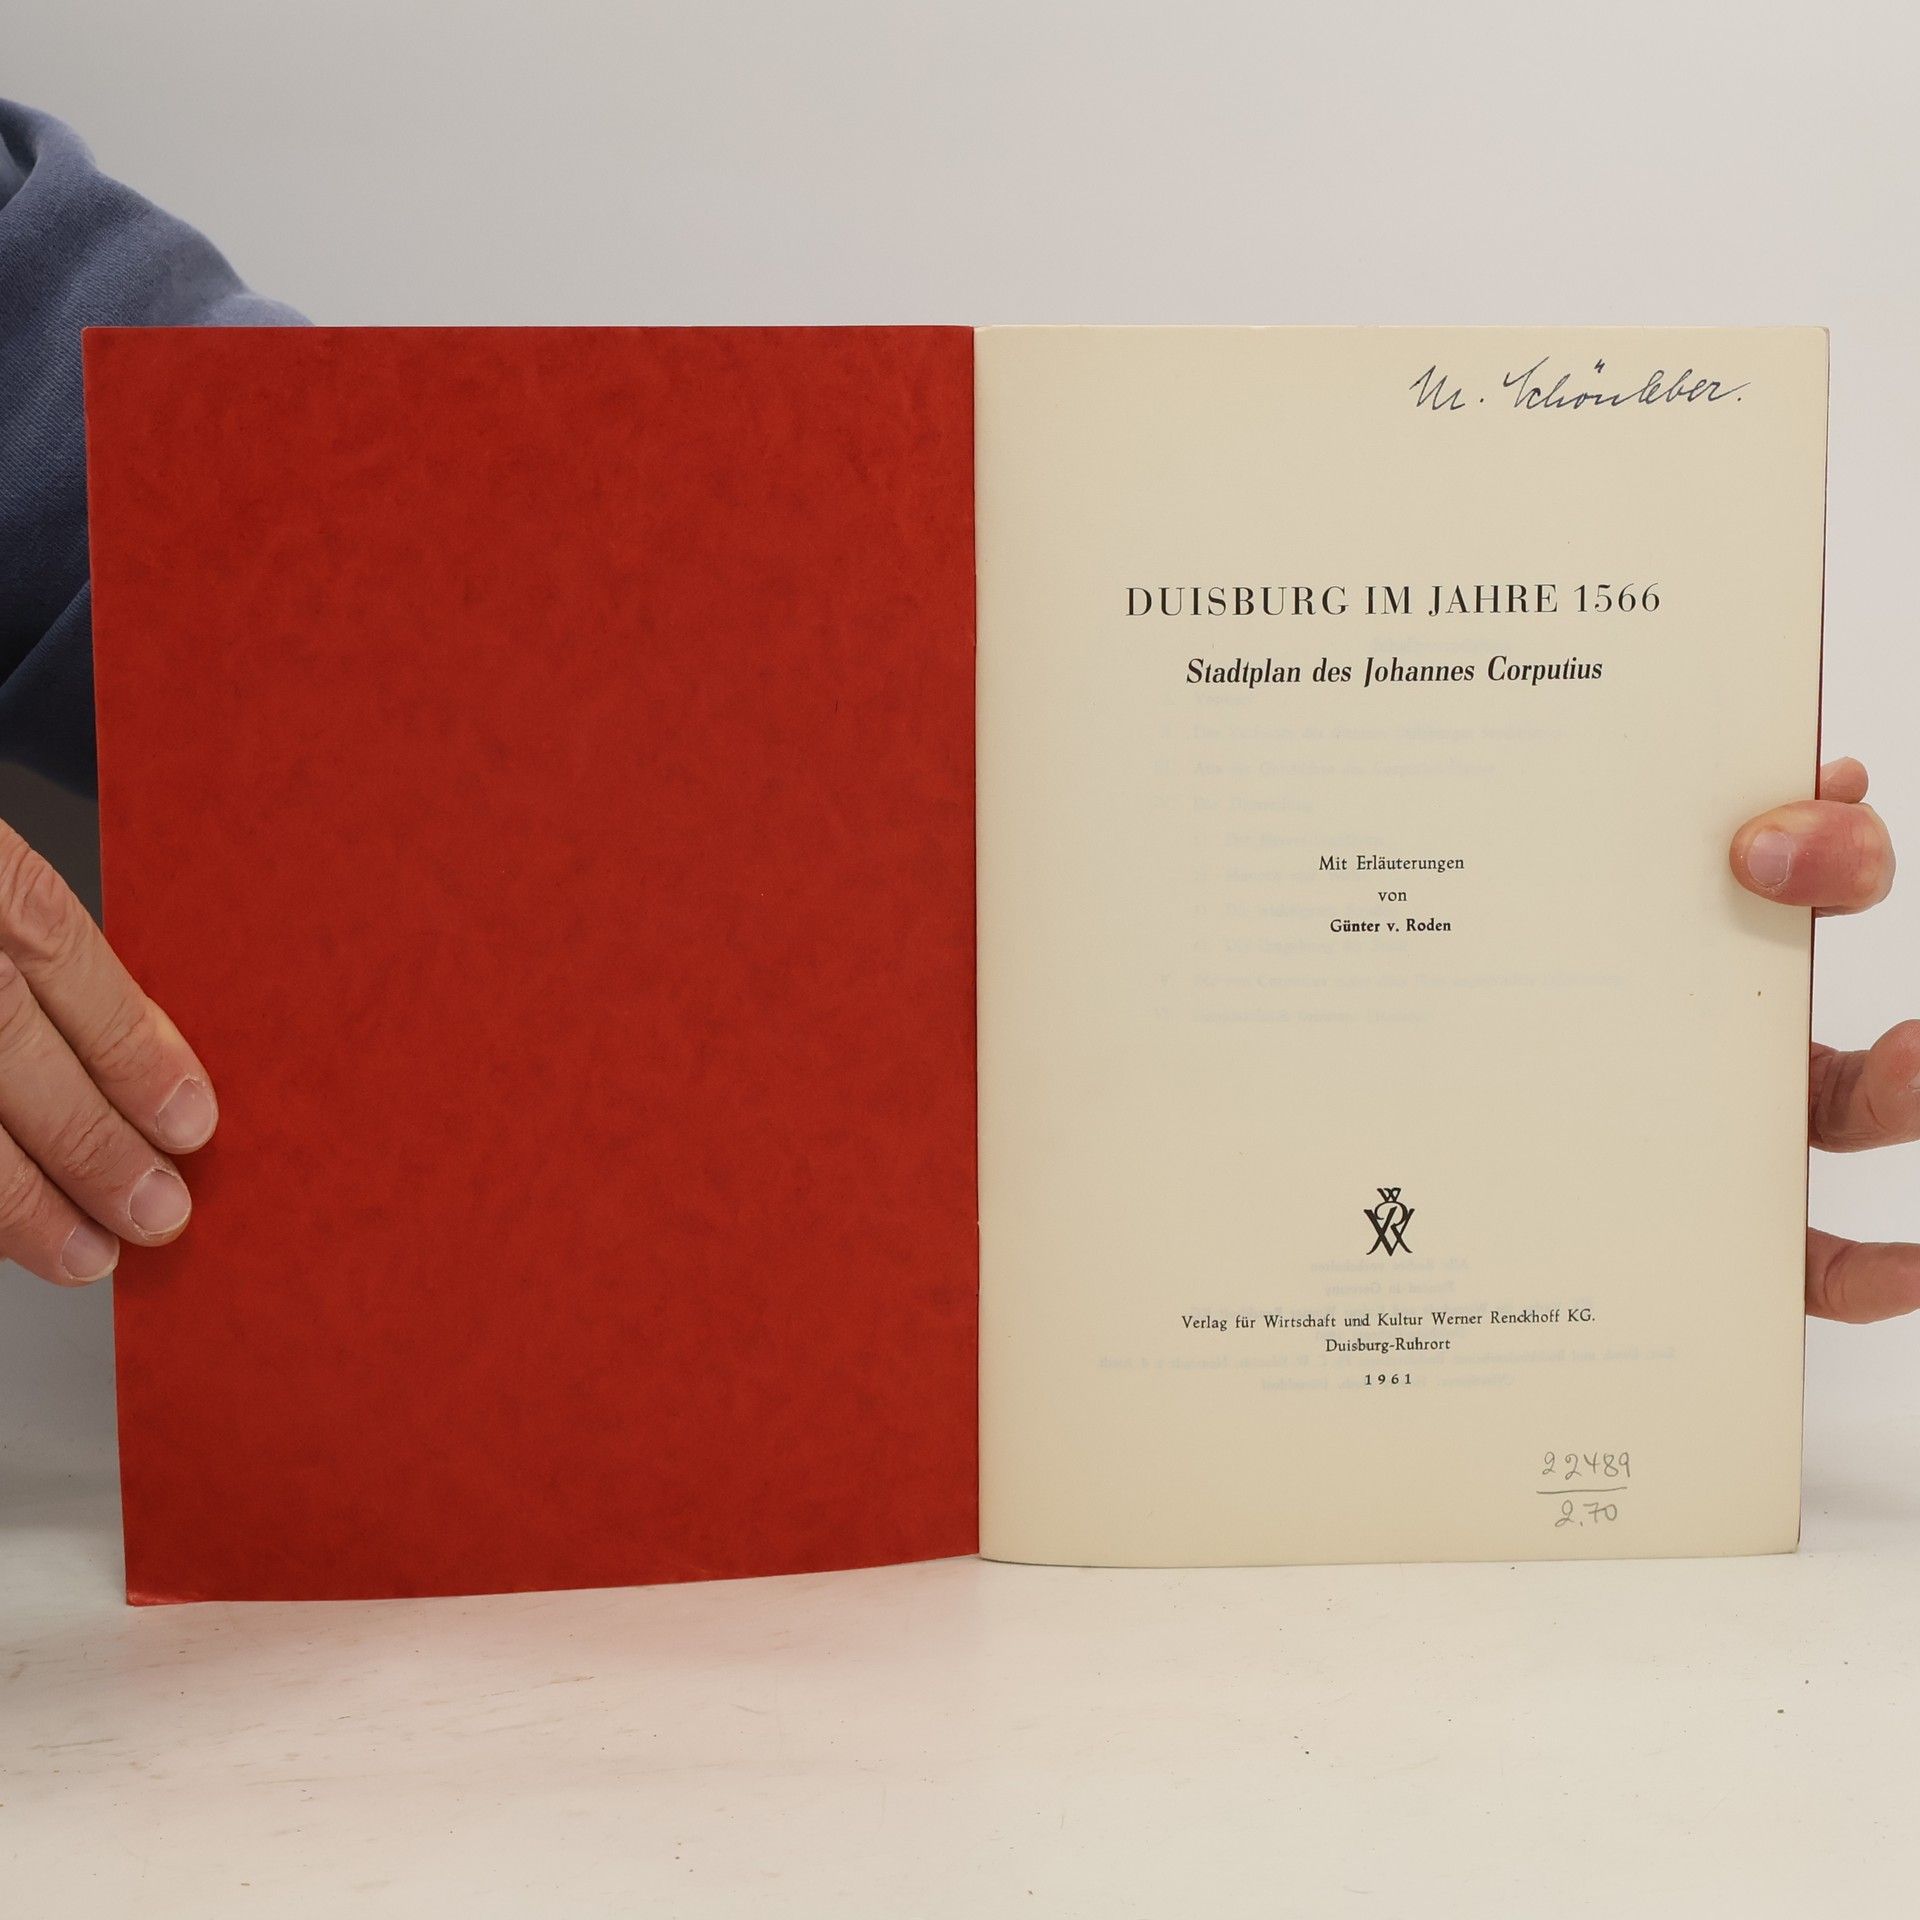 M. Schönleber.
DUISBURG IM JAHRE 1566
Stadtplan des Johannes Corputius
Mit Erläuterungen
von
Günter v. Roden
Verlag für Wirtschaft und Kultur Werner Renckhoff KG.
Duisburg-Ruhrort
1961
22489
2.70